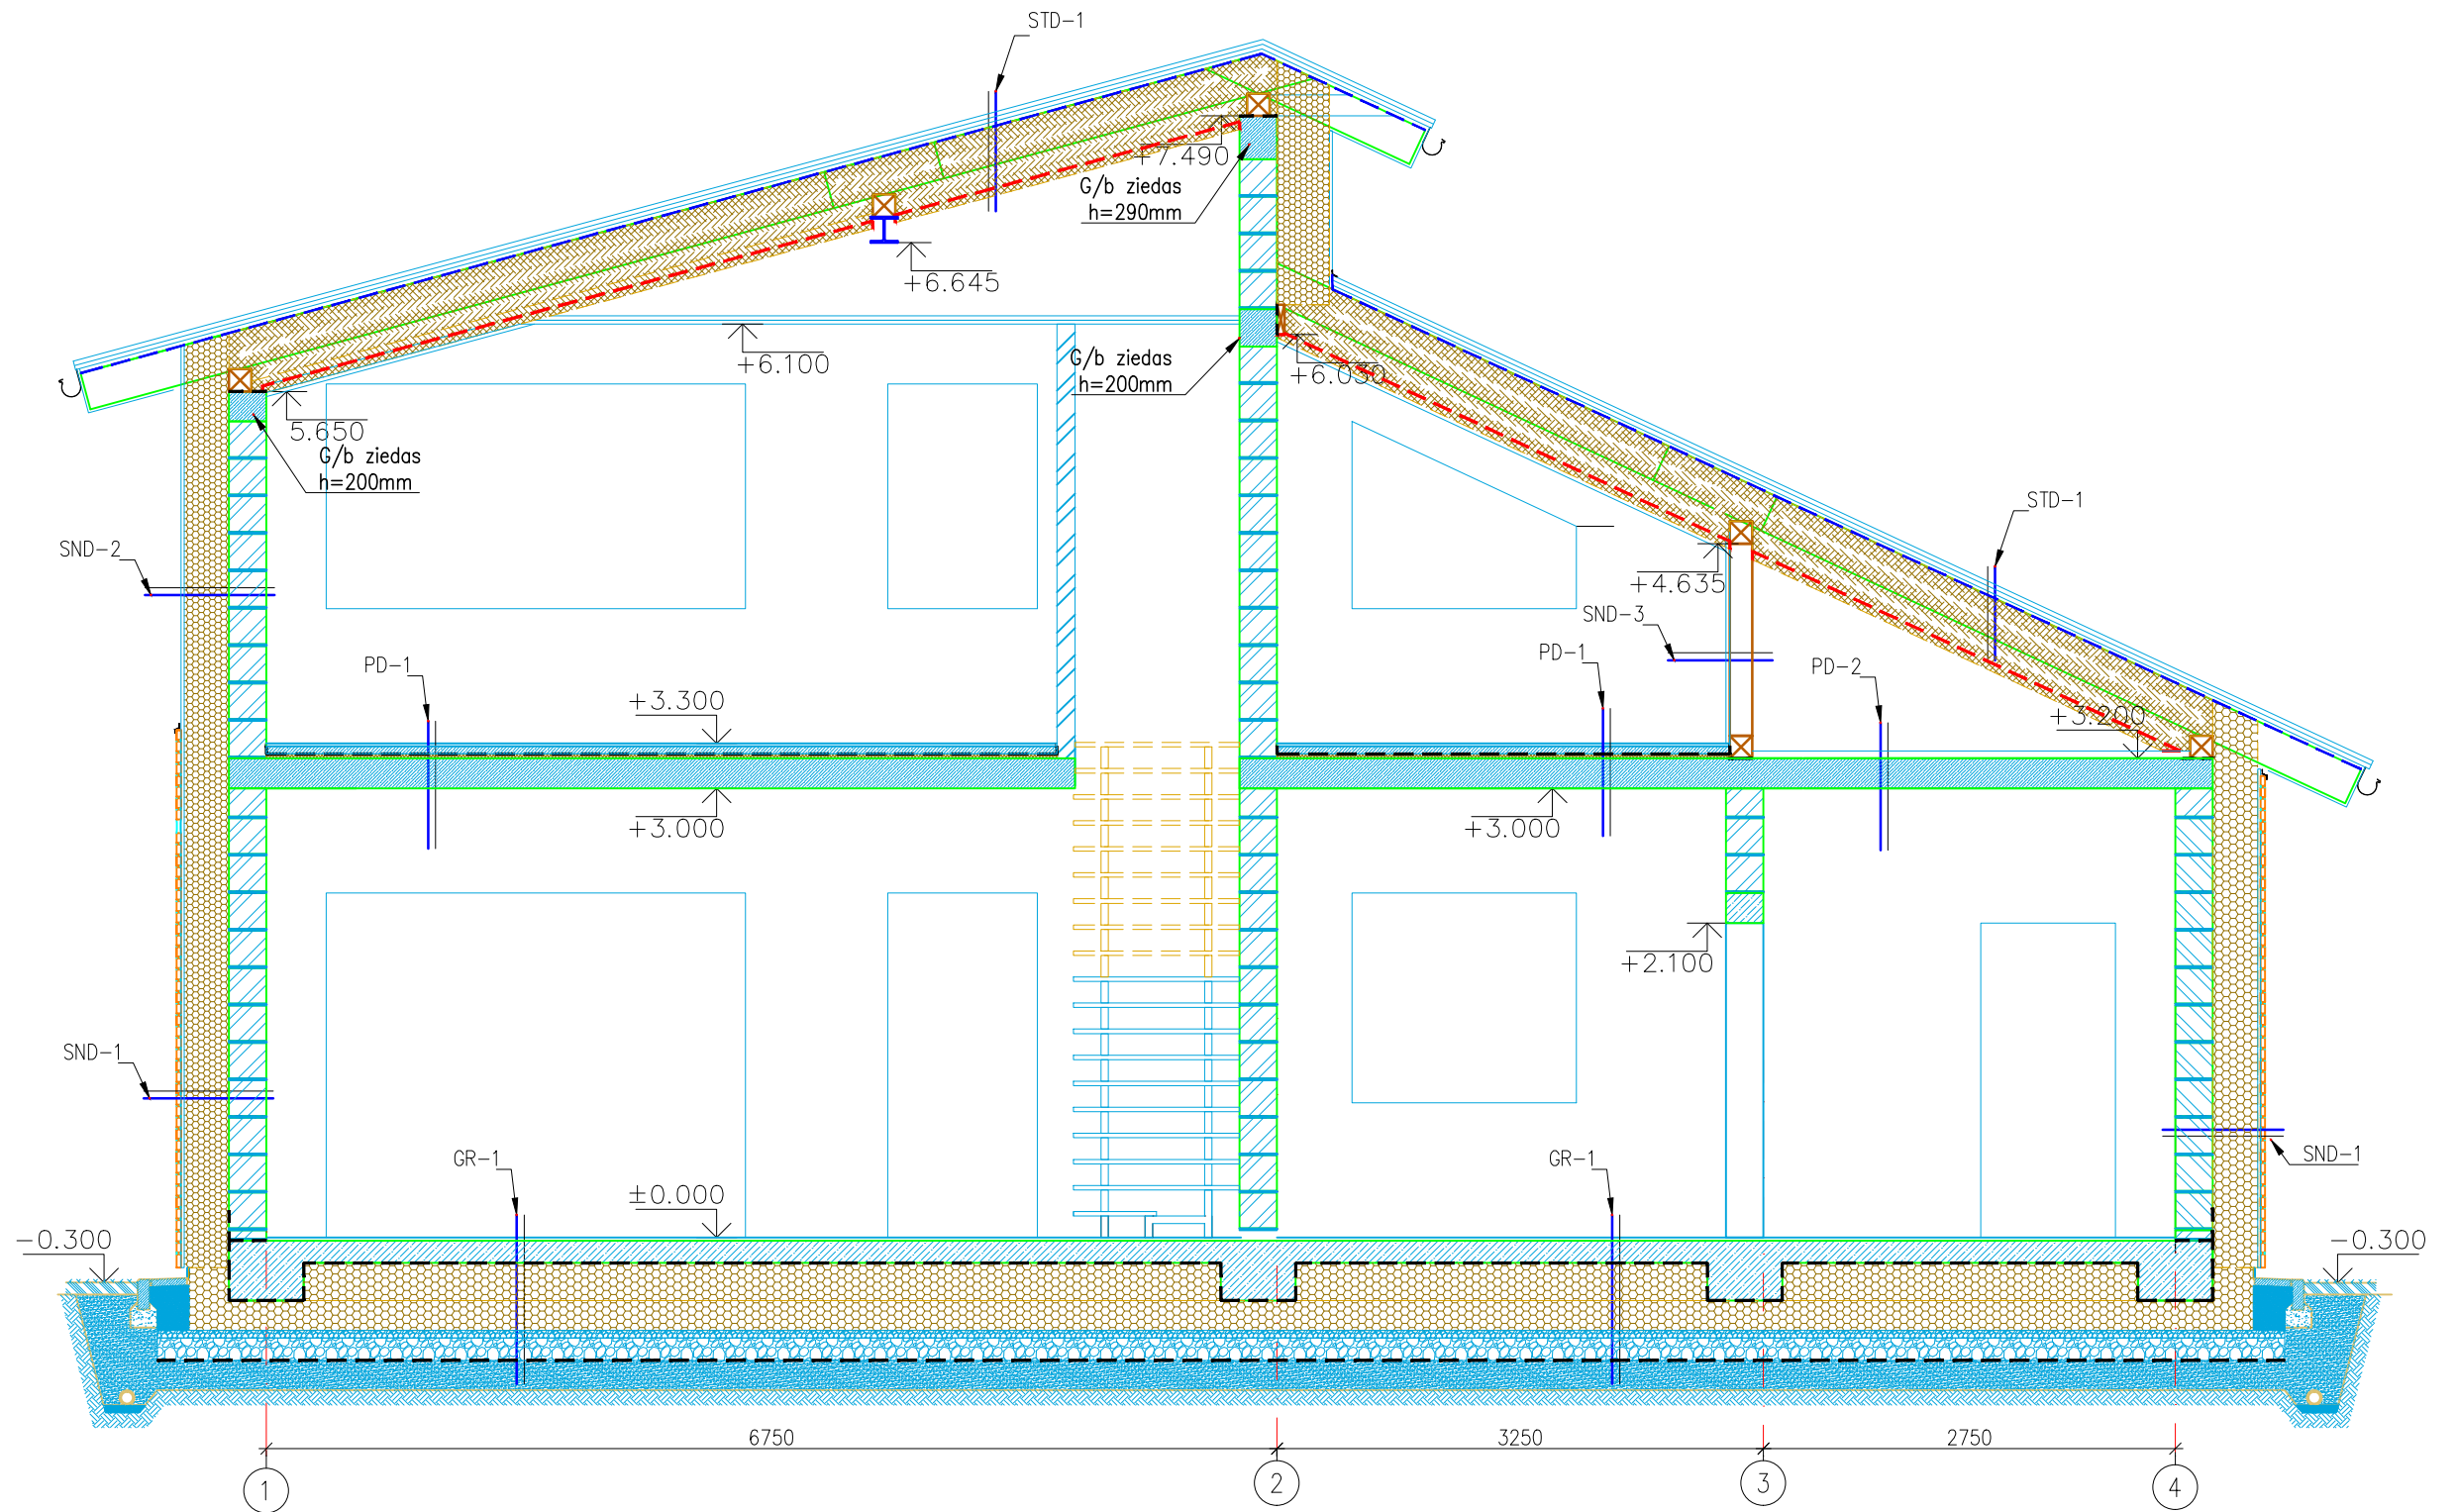 STD-1
+7.490
G/b ziedas
h=290mm
+6.645
+6.100
G/b ziedas
h=200mm
+6.030
5.650
G/b ziedas
h=200mm
STD-1
SND-2
+4.635
SND-3
PD-1
PD-1
PD-2
+3.300
+3.200
+3.000
+3.000
+2.100
SND-1
GR-1
GR-1
SND-1
±0.000
-0.300
-0.300
6750
3250
2750
1
2
3
4